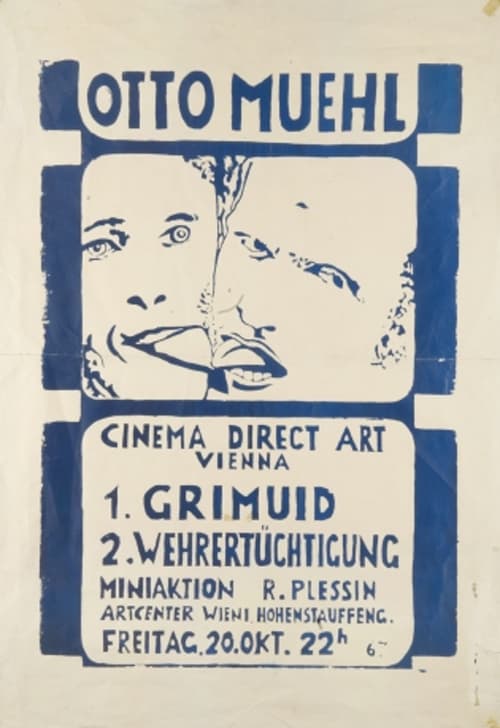 OTTO MUEHL
CINEMA DIRECT ART
VIENNA
1. GRIMUID
2. WEHRERTÜCHTIGUNG
MINIAKTION R. PLESSIN
ARTCENTER WIEN I. HOHENSTAUFFENG.
FREITAG, 20. OKT. 22h 6.-